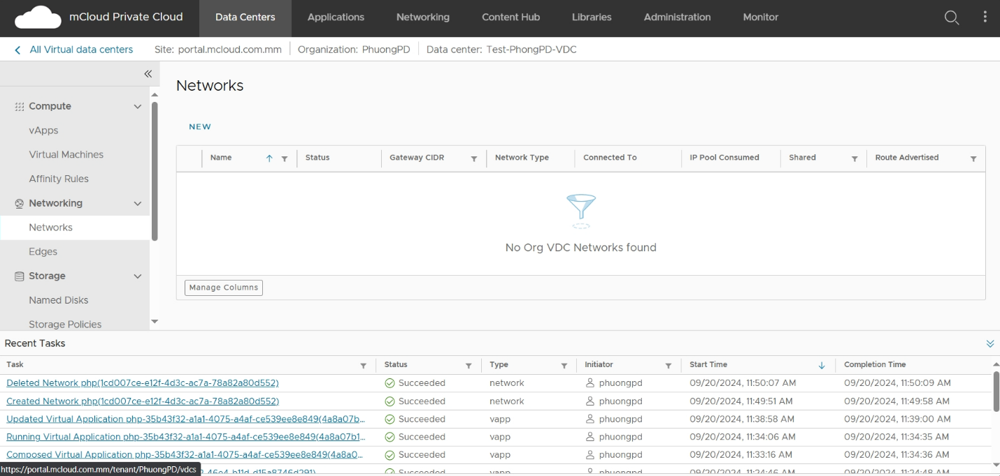 mCloud Private Cloud Data Centers Applications Networking Content Hub Libraries Administration Monitor
All Virtual data centers Site: portal.mcloud.com.mm Organization: PhuongPD Data center: Test-PhongPD-VDC
Networks
Compute
vApps
Virtual Machines
Affinity Rules
Networking
Networks
Edges
Storage
Named Disks
Storage Policies
NEW
Name Status Gateway CIDR Network Type Connected To IP Pool Consumed Shared Route Advertised
No Org VDC Networks found
Manage Columns
Recent Tasks
Task Status Type Initiator Start Time Completion Time
Deleted Network php(1cd007ce-e12f-4d3c-ac7a-78a82a80d552) Succeeded network phuongpd 09/20/2024, 11:50:07 AM 09/20/2024, 11:50:09 AM
Created Network php(1cd007ce-e12f-4d3c-ac7a-78a82a80d552) Succeeded network phuongpd 09/20/2024, 11:49:51 AM 09/20/2024, 11:49:58 AM
Updated Virtual Application php-35b43f32-a1a1-4075-a4af-ce539ee8e849(4a8a07b... Succeeded vapp phuongpd 09/20/2024, 11:38:58 AM 09/20/2024, 11:39:00 AM
Running Virtual Application php-35b43f32-a1a1-4075-a4af-ce539ee8e849(4a8a07b1... Succeeded vapp phuongpd 09/20/2024, 11:34:06 AM 09/20/2024, 11:34:35 AM
Composed Virtual Application php-35b43f32-a1a1-4075-a4af-ce539ee8e849(4a8a0... Succeeded vapp phuongpd 09/20/2024, 11:33:16 AM 09/20/2024, 11:34:36 AM
https://portal.mcloud.com.mm/tenant/PhuongPD/vdcs